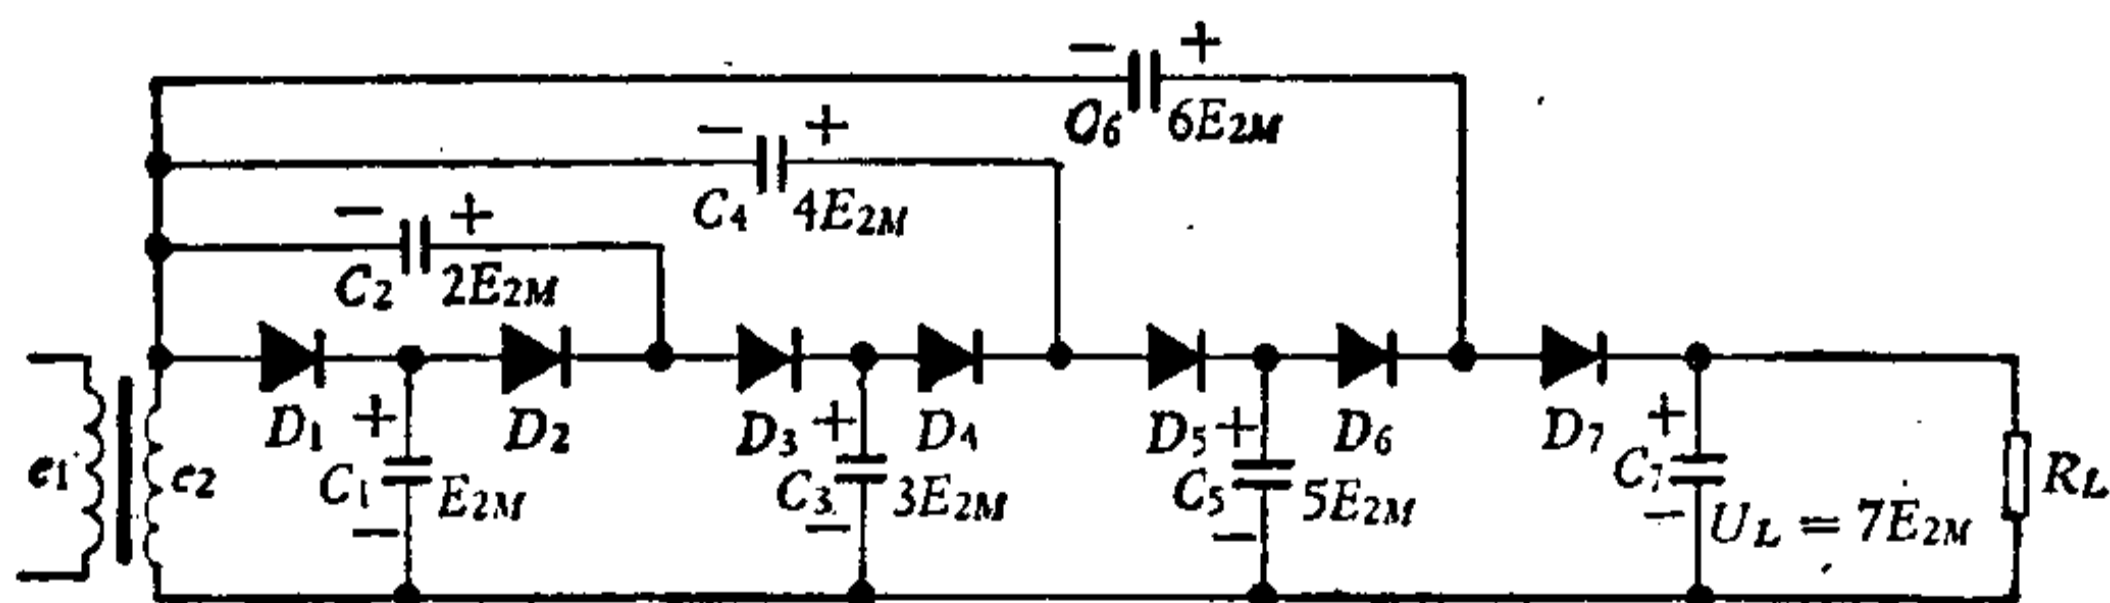 − +
C6 6E2M
− +
C4 4E2M
− +
C2 2E2M
D1 + D2 D3 + D4 D5 + D6 D7 +
e1 e2 C1 E2M C3 3E2M C5 5E2M C7 RL
− − − − UL = 7E2M